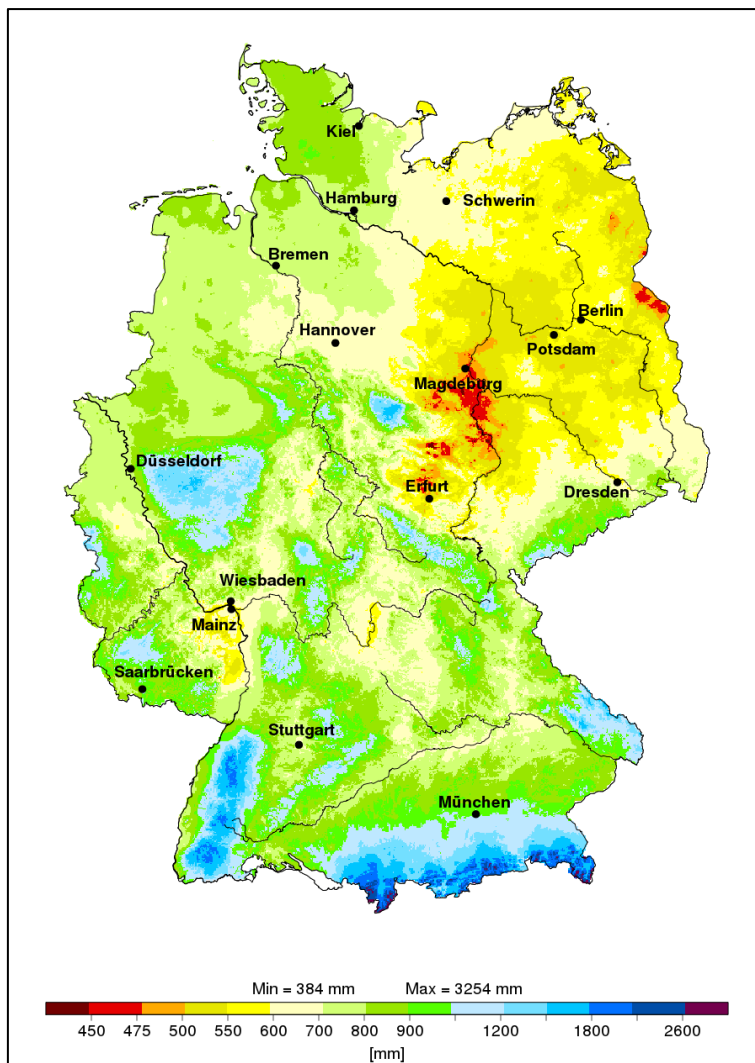 Kiel
Hamburg
Schwerin
Bremen
Hannover
Berlin
Potsdam
Magdeburg
Düsseldorf
Erfurt
Dresden
Wiesbaden
Mainz
Saarbrücken
Stuttgart
München
Min = 384 mm Max = 3254 mm
450 475 500 550 600 700 800 900 1200 1800 2600
[mm]